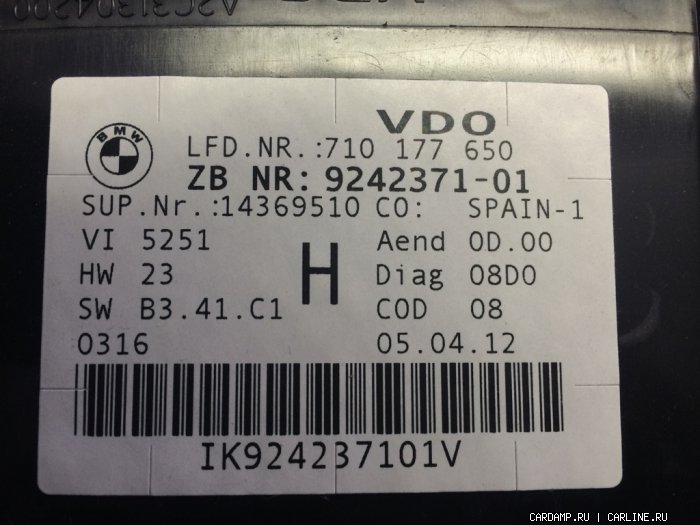 A2C31304200
VDO
BMW
LFD.NR.:710 177 650
ZB NR: 9242371-01
SUP.Nr.:14369510 CO: SPAIN-1
VI 5251 Aend 0D.00
HW 23 H Diag 08D0
SW B3.41.C1 COD 08
0316 05.04.12
IK924237101V
CARDAMP.RU | CARLINE.RU